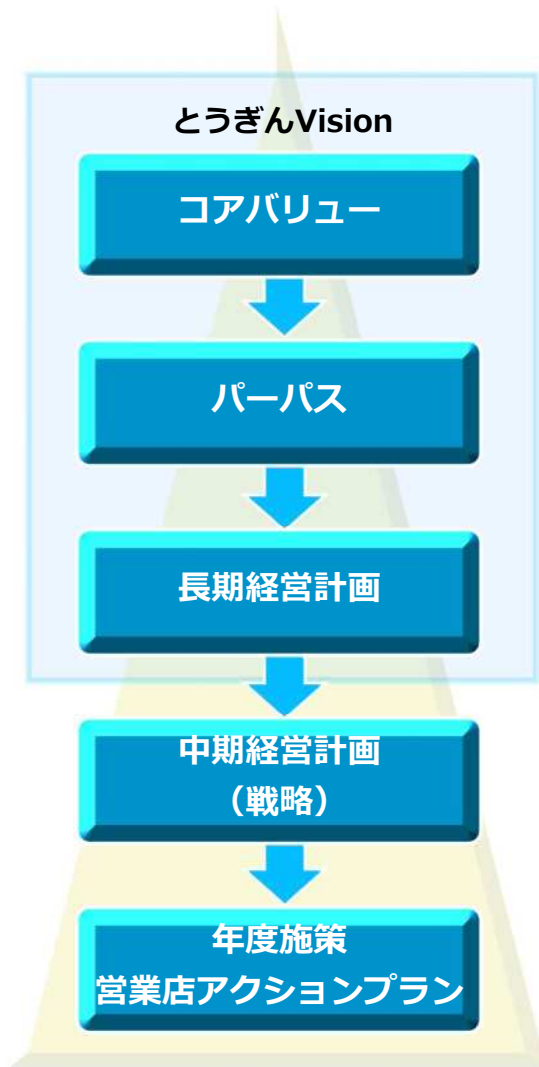 とうぎんVision
コアバリュー
パーパス
長期経営計画
中期経営計画
（戦略）
年度施策
営業店アクションプラン